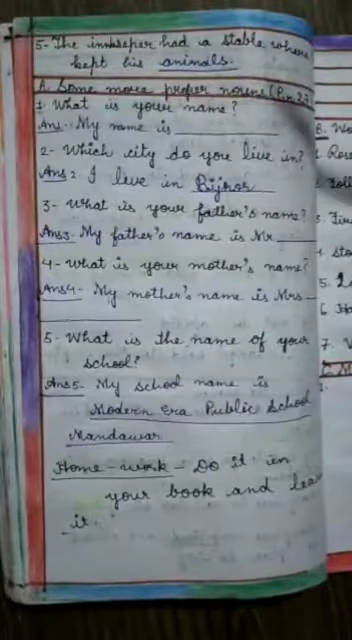 5- The innkeeper had a stable where
kept his animals.
A. Some more proper nouns
1. What is your name?
Ans- My name is
2- Which city do you live in?
Ans 2 I live in Bijnor
3- What is your father's name?
Ans3- My father's name is Mr
4- What is your mother's name?
Ans4- My mother's name is Mrs
5- What is the name of your
school?
Ans5- My school name is
Modern Era Public School
Mandawar
Home-work - Do it in
your book and
it.